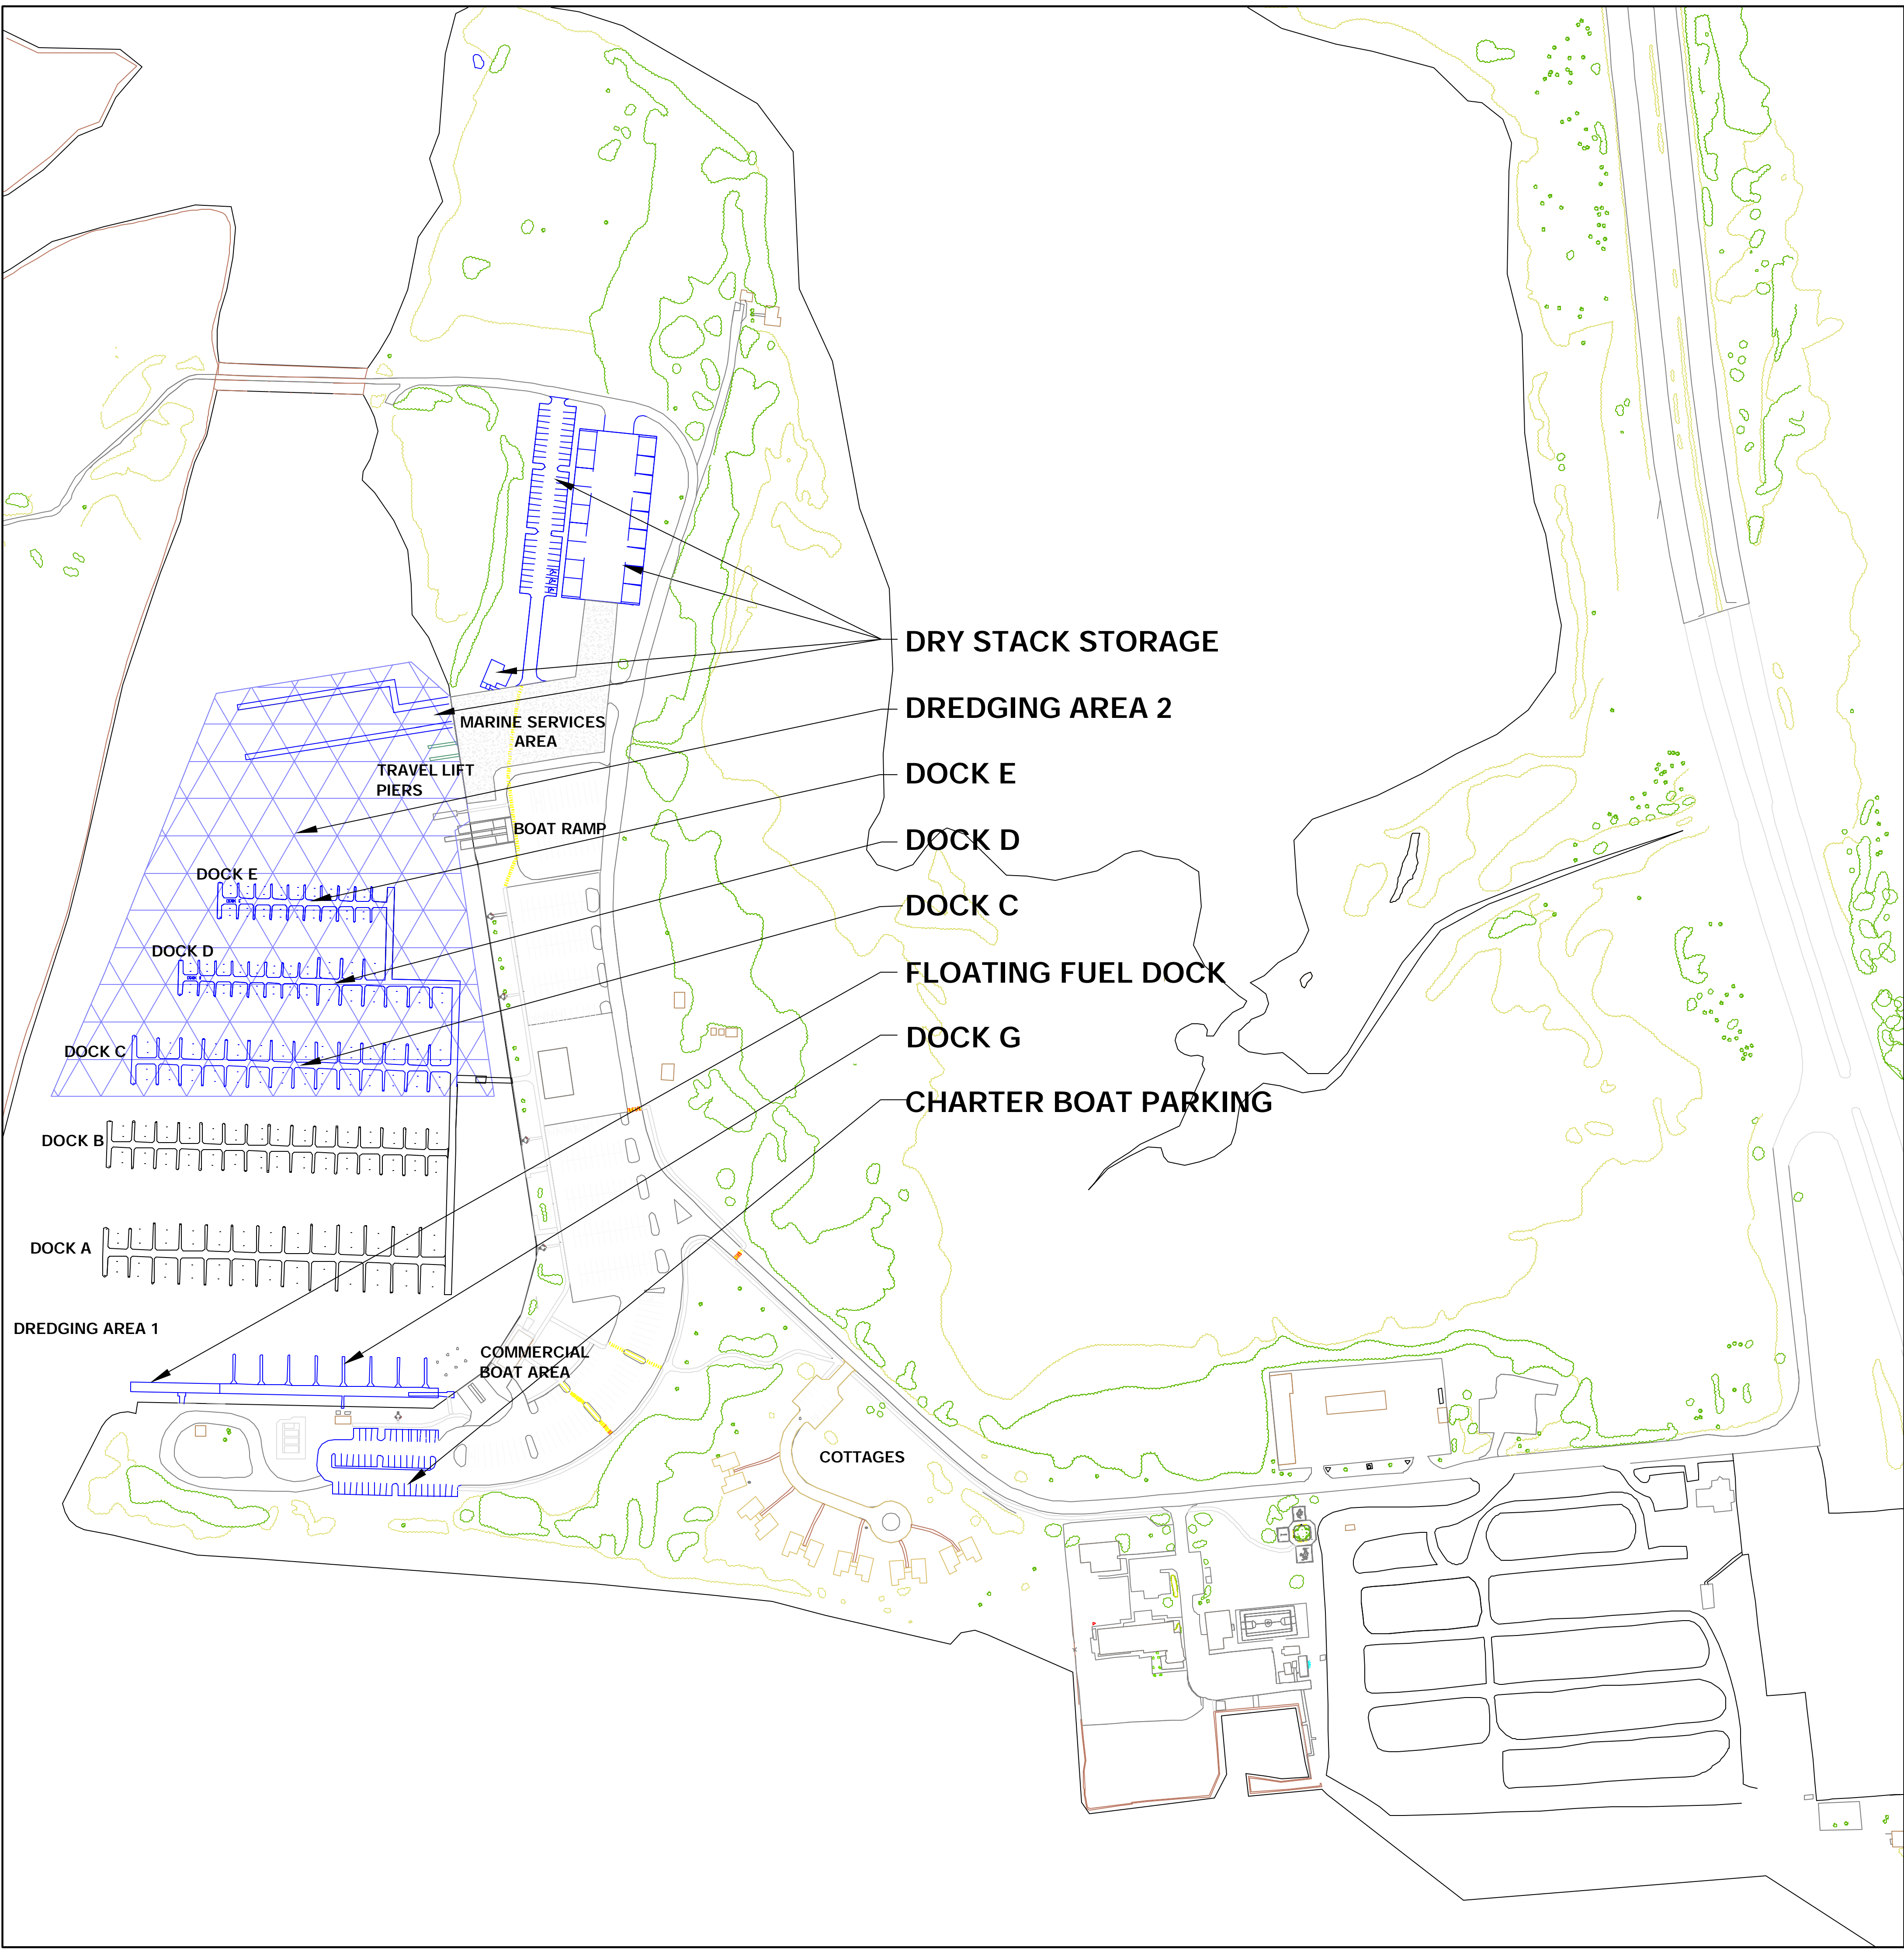 DRY STACK STORAGE
DREDGING AREA 2
DOCK E
DOCK D
DOCK C
FLOATING FUEL DOCK
DOCK G
CHARTER BOAT PARKING
MARINE SERVICES
AREA
TRAVEL LIFT
PIERS
BOAT RAMP
DOCK E
DOCK D
DOCK C
DOCK B
DOCK A
DREDGING AREA 1
COMMERCIAL
BOAT AREA
COTTAGES